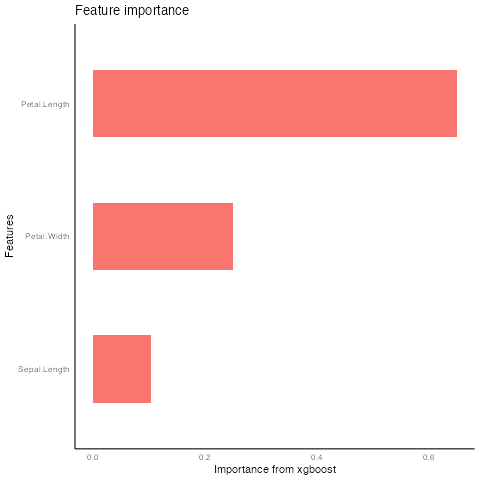 Feature importance
Petal.Length
Petal.Width
Sepal.Length
Features
0.0 0.2 0.4 0.6
Importance from xgboost